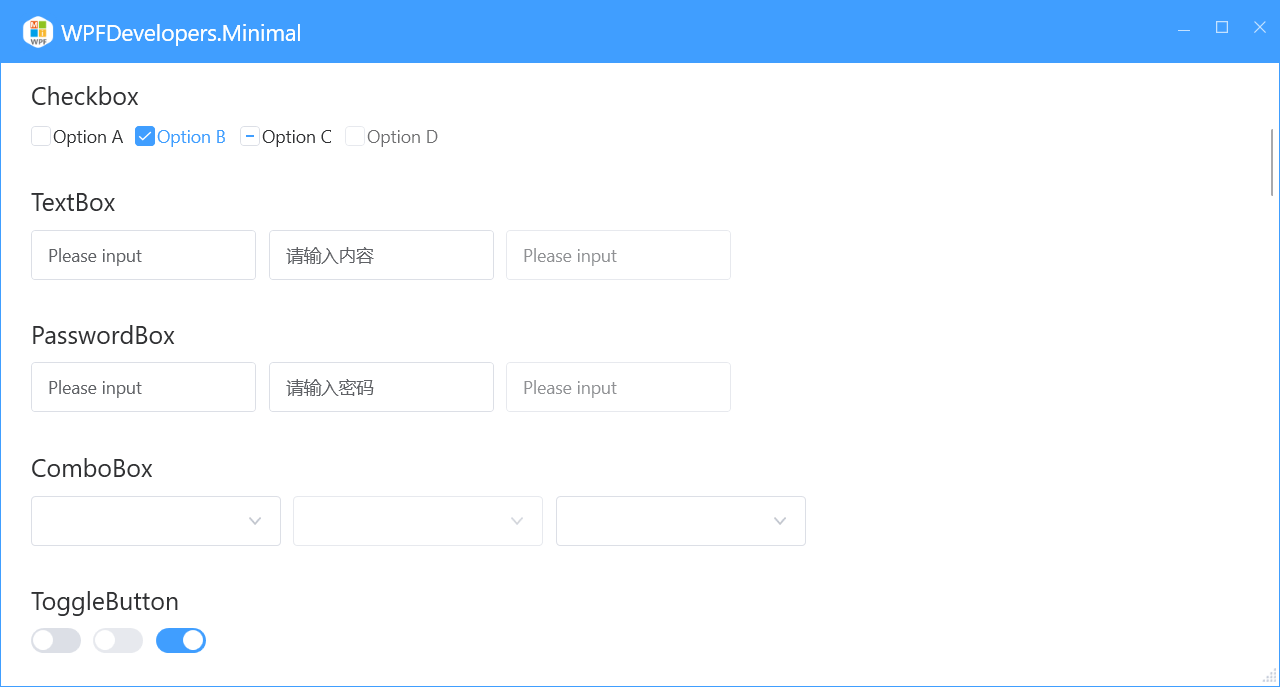 WPFDevelopers.Minimal
Checkbox
Option A Option B Option C Option D
TextBox
Please input 请输入内容 Please input
PasswordBox
Please input 请输入密码 Please input
ComboBox
ToggleButton